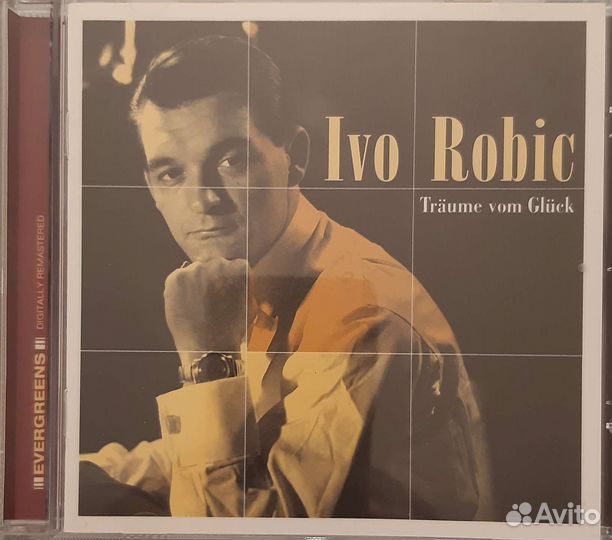 Ivo Robic
Träume vom Glück
EVERGREENS
DIGITALLY REMASTERED
Avito